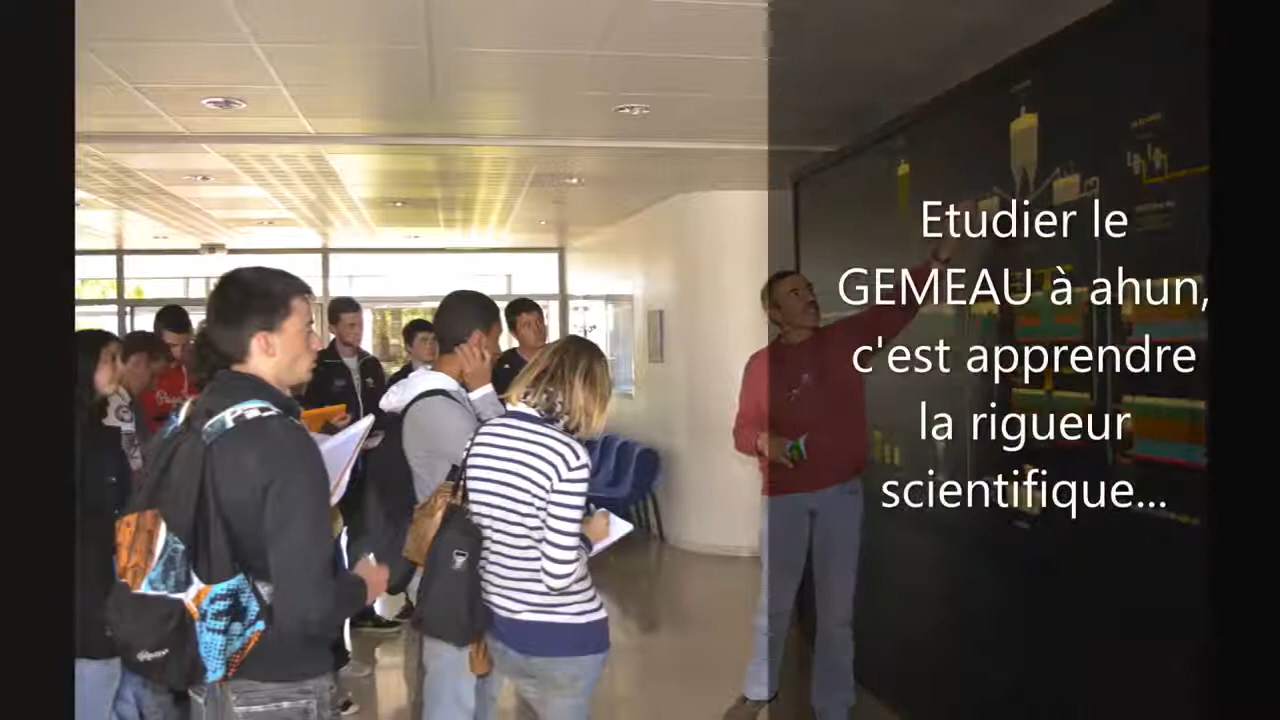 Etudier le
GEMEAU à ahun,
c'est apprendre
la rigueur
scientifique...